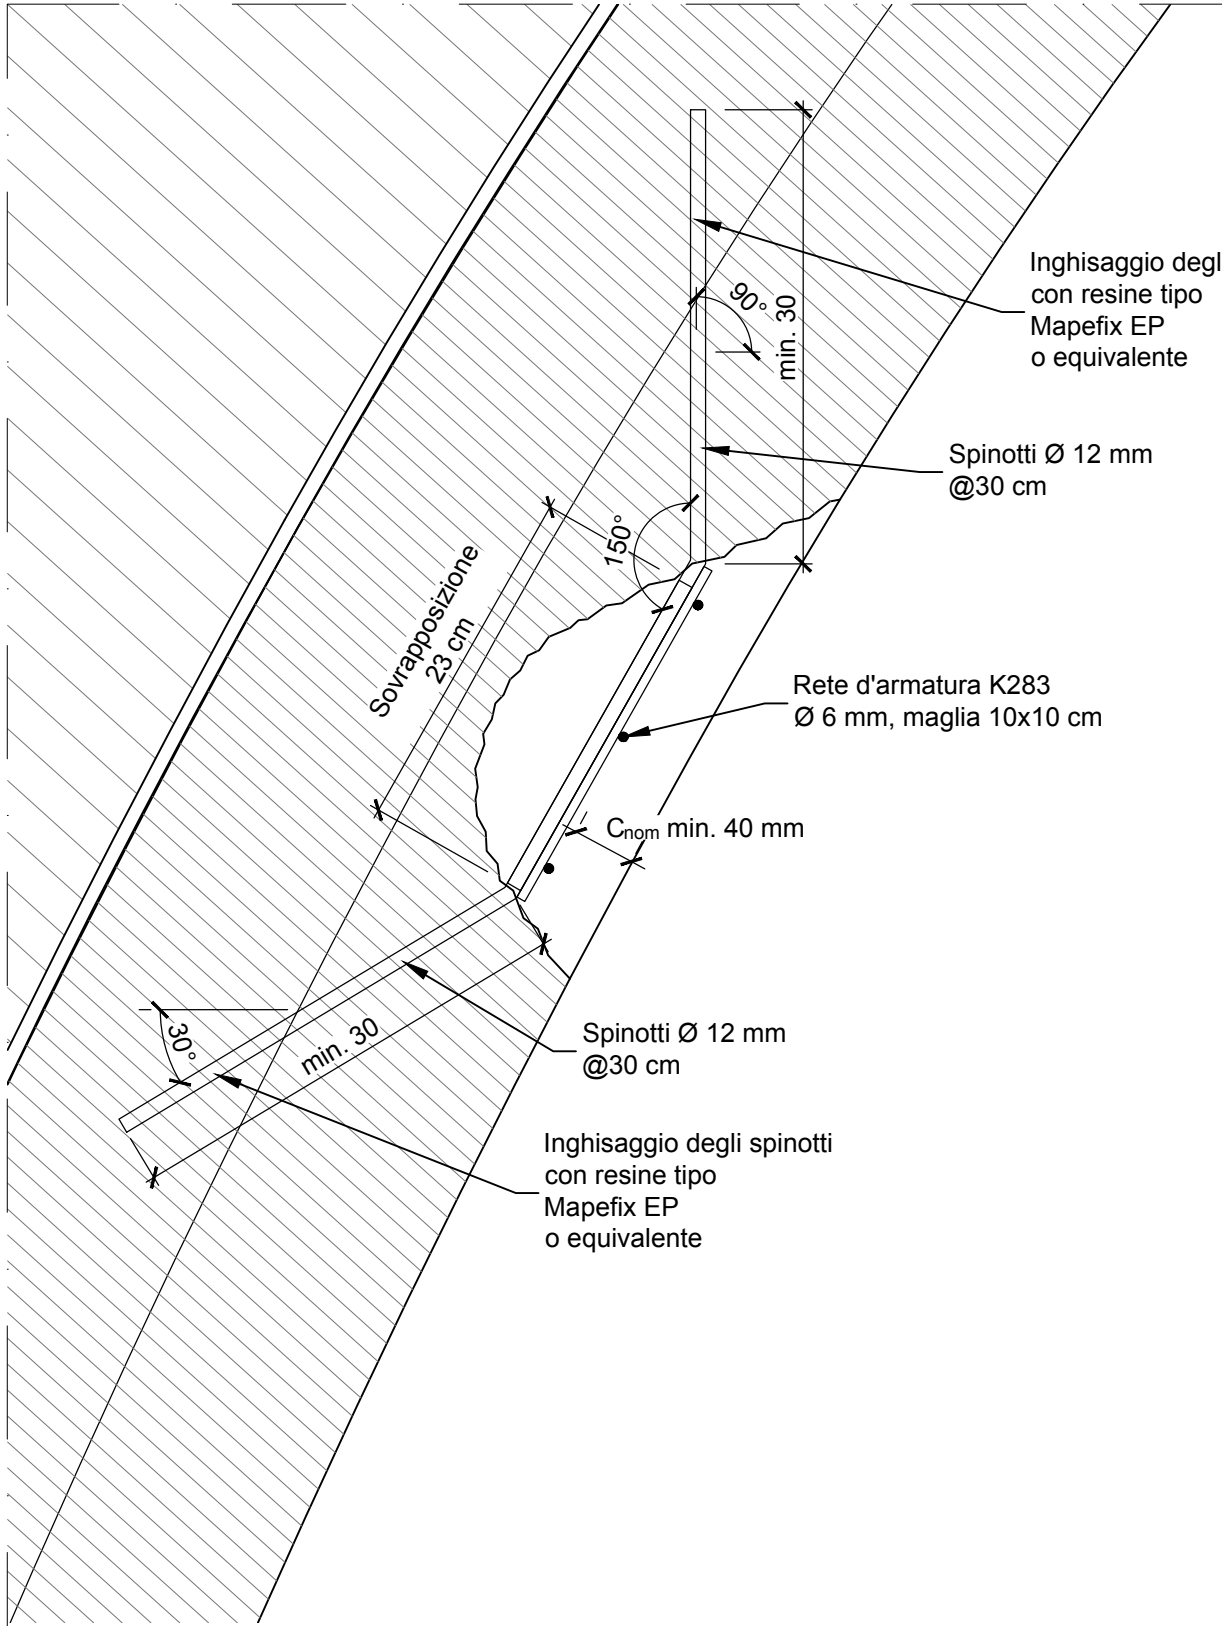 90°
min. 30
Inghisaggio degl
con resine tipo
Mapefix EP
o equivalente
Spinotti Ø 12 mm
@30 cm
150°
Sovrapposizione
23 cm
Rete d'armatura K283
Ø 6 mm, maglia 10x10 cm
Cnom min. 40 mm
30°
min. 30
Spinotti Ø 12 mm
@30 cm
Inghisaggio degli spinotti
con resine tipo
Mapefix EP
o equivalente